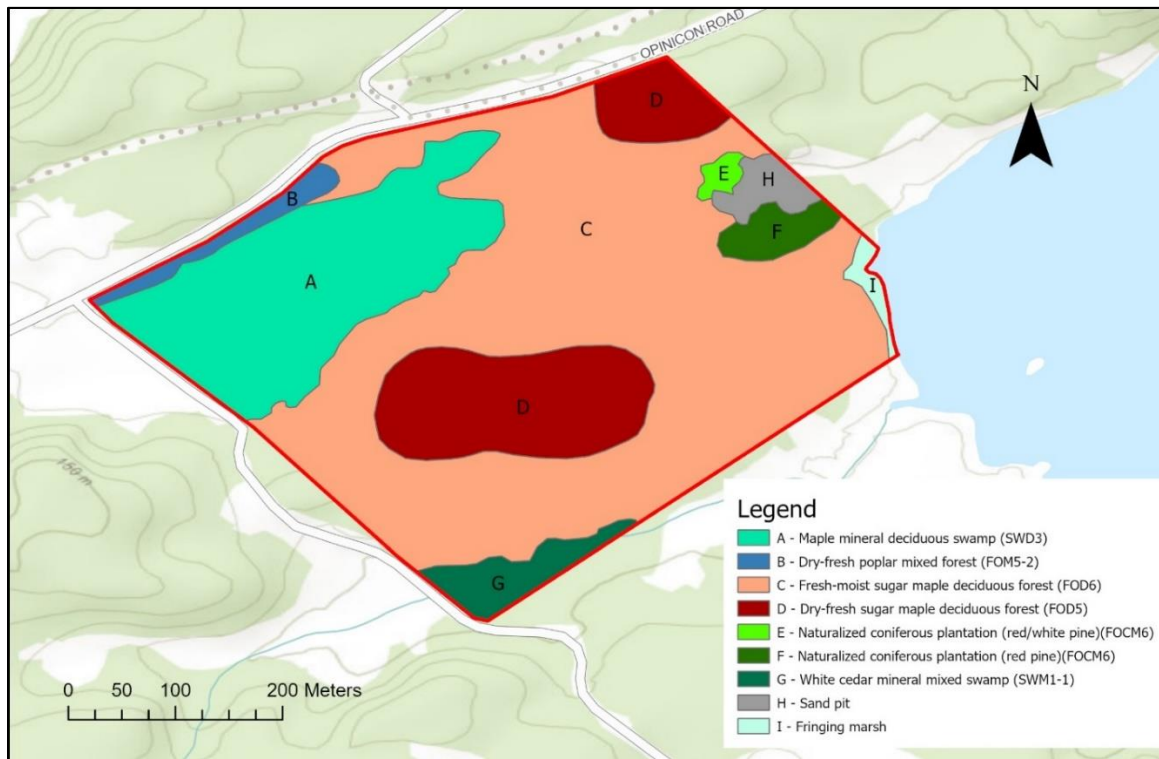 OPINICON ROAD
N
D
E
H
B
C
F
A
I
D
160 m
G
0 50 100 200 Meters
Legend
A - Maple mineral deciduous swamp (SWD3)
B - Dry-fresh poplar mixed forest (FOM5-2)
C - Fresh-moist sugar maple deciduous forest (FOD6)
D - Dry-fresh sugar maple deciduous forest (FOD5)
E - Naturalized coniferous plantation (red/white pine)(FOCM6)
F - Naturalized coniferous plantation (red pine)(FOCM6)
G - White cedar mineral mixed swamp (SWM1-1)
H - Sand pit
I - Fringing marsh